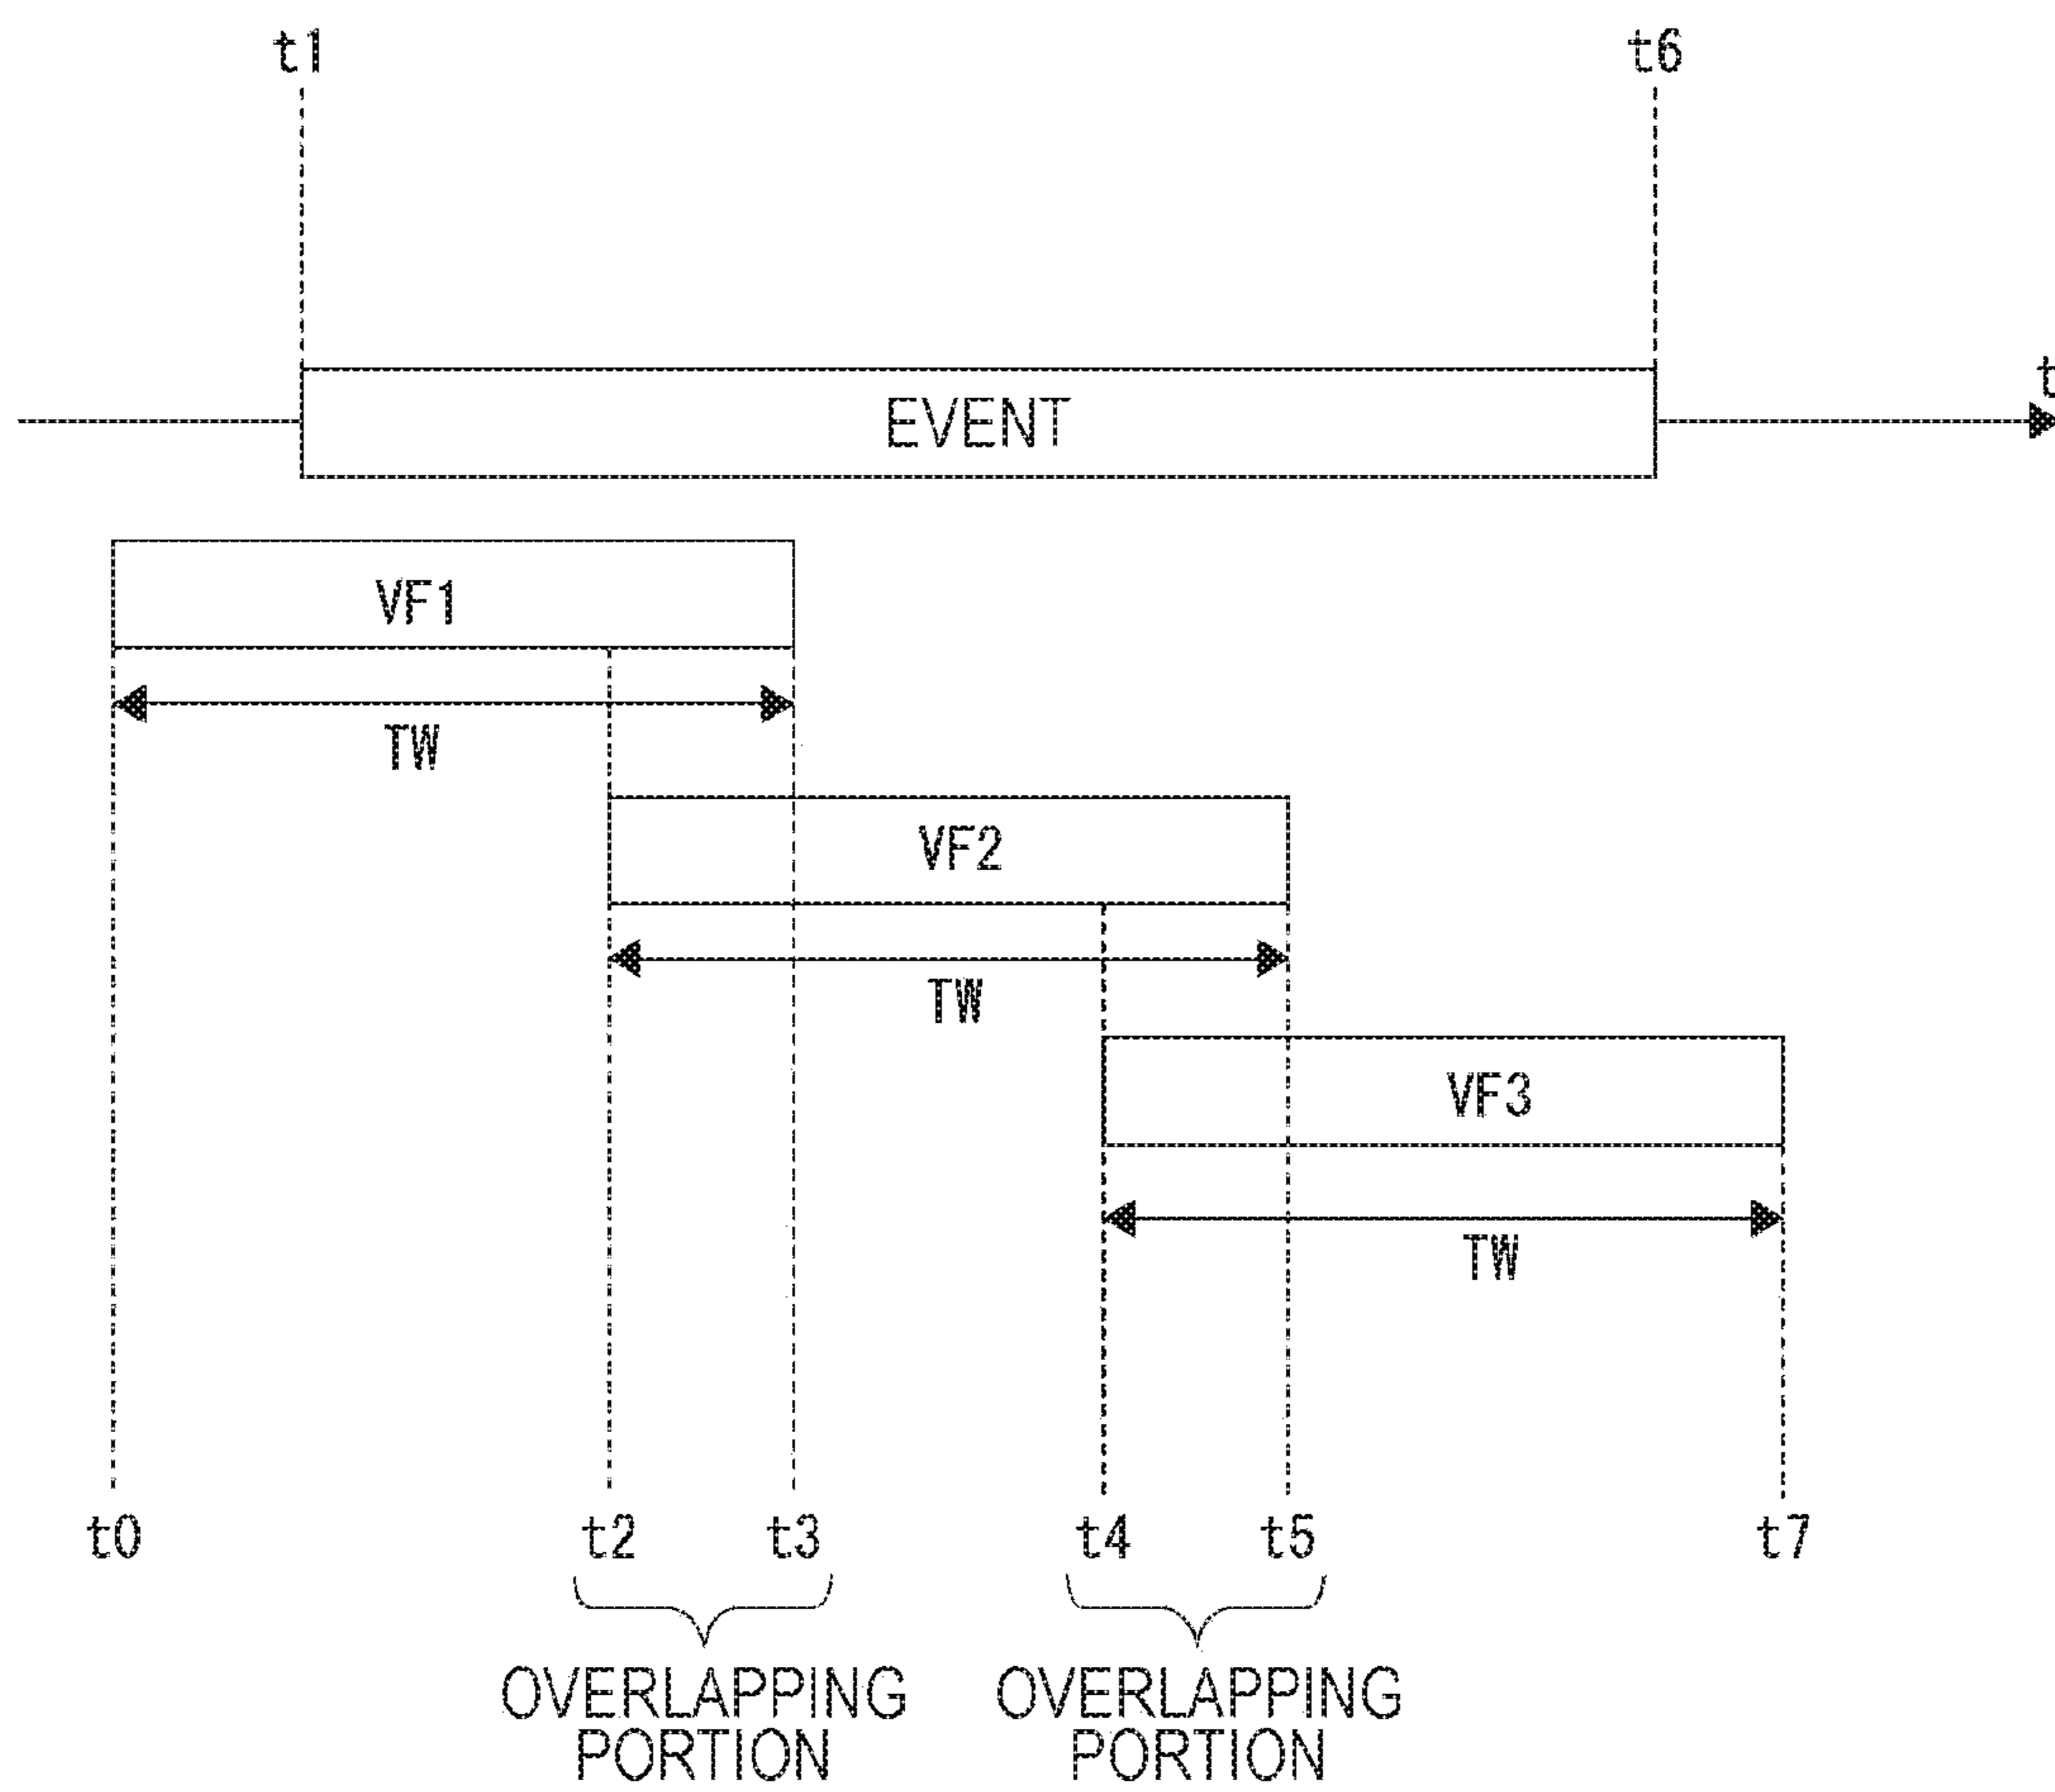 t1
t6
t
EVENT
VF1
TW
VF2
TW
VF3
TW
t0
t2
t3
t4
t5
t7
OVERLAPPING
PORTION
OVERLAPPING
PORTION